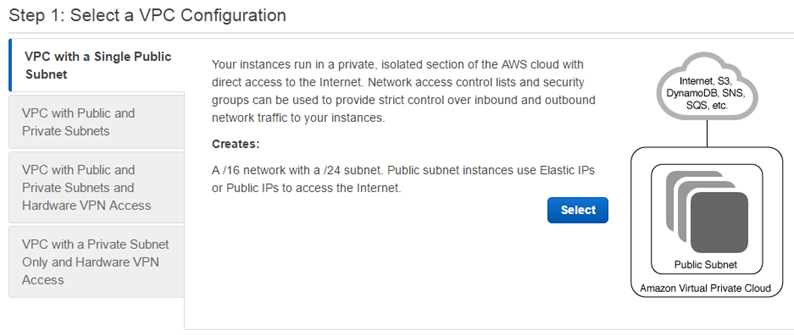 Step 1: Select a VPC Configuration
VPC with a Single Public
Subnet
VPC with Public and
Private Subnets
VPC with Public and
Private Subnets and
Hardware VPN Access
VPC with a Private Subnet
Only and Hardware VPN
Access
Your instances run in a private, isolated section of the AWS cloud with
direct access to the Internet. Network access control lists and security
groups can be used to provide strict control over inbound and outbound
network traffic to your instances.
Creates:
A /16 network with a /24 subnet. Public subnet instances use Elastic IPs
or Public IPs to access the Internet.
Select
Internet, S3,
DynamoDB, SNS,
SQS, etc.
Public Subnet
Amazon Virtual Private Cloud